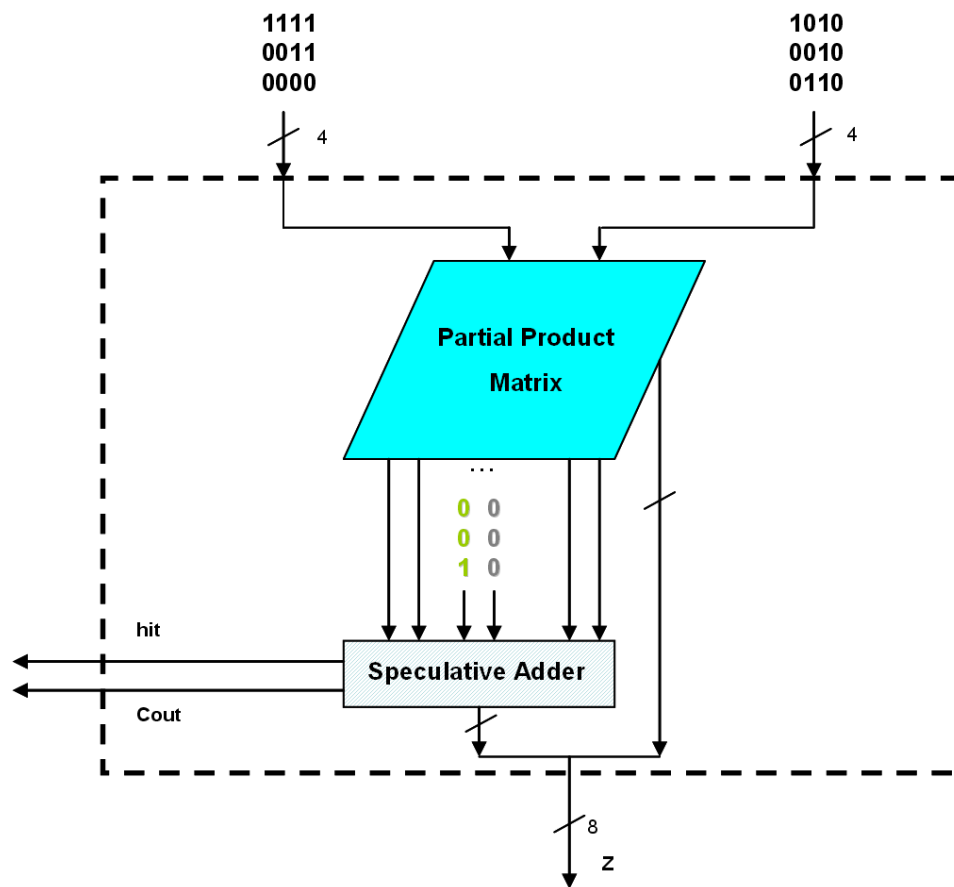 1111 1010
0011 0010
0000 0110
4 4
Partial Product
Matrix
...
0 0
0 0
1 0
hit
Speculative Adder
Cout
8
Z